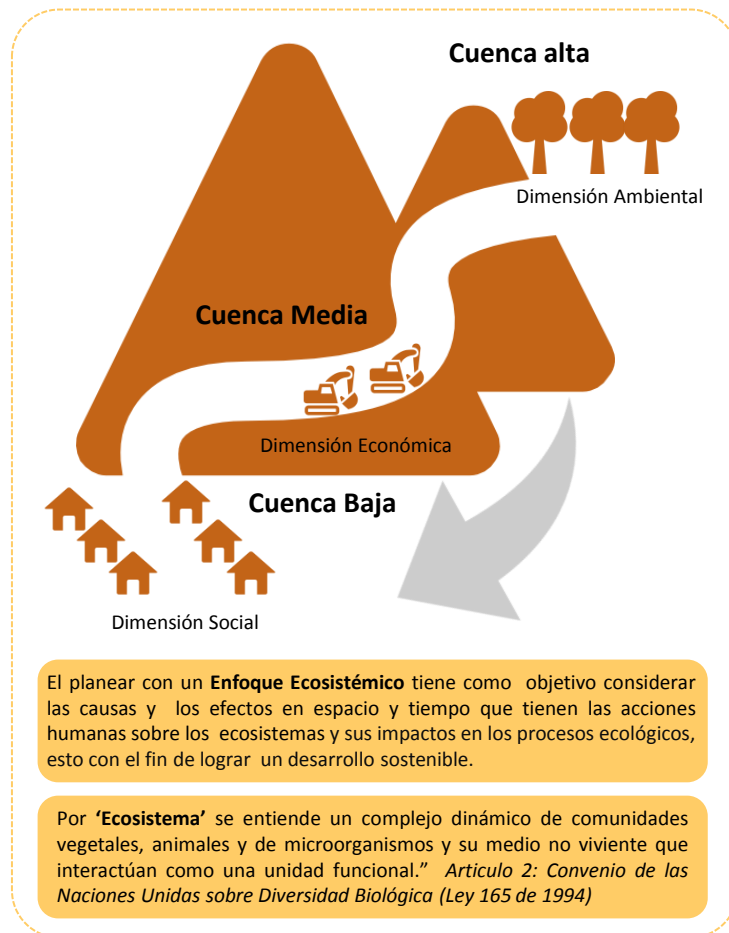 Cuenca alta
Dimensión Ambiental
Cuenca Media
Dimensión Económica
Cuenca Baja
Dimensión Social
El planear con un Enfoque Ecosistémico tiene como objetivo considerar
las causas y los efectos en espacio y tiempo que tienen las acciones
humanas sobre los ecosistemas y sus impactos en los procesos ecológicos,
esto con el fin de lograr un desarrollo sostenible.
Por ‘Ecosistema’ se entiende un complejo dinámico de comunidades
vegetales, animales y de microorganismos y su medio no viviente que
interactúan como una unidad funcional.” Articulo 2: Convenio de las
Naciones Unidas sobre Diversidad Biológica (Ley 165 de 1994)